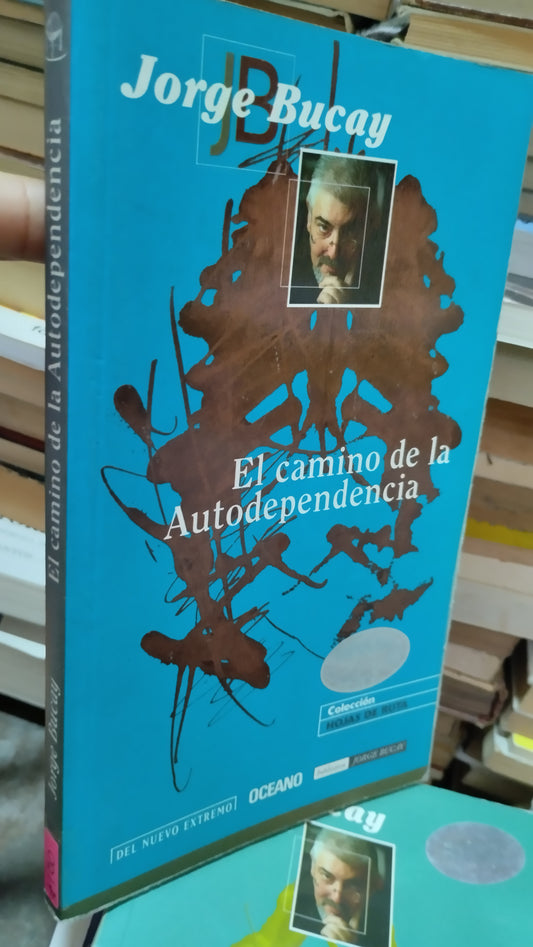 JB
Jorge Bucay
El camino de la
Autodependencia
Colección
HOJAS DE RUTA
DEL NUEVO EXTREMO
OCEANO
JORGE BUCAY
El camino de la Autodependencia
Jorge Bucay
cay